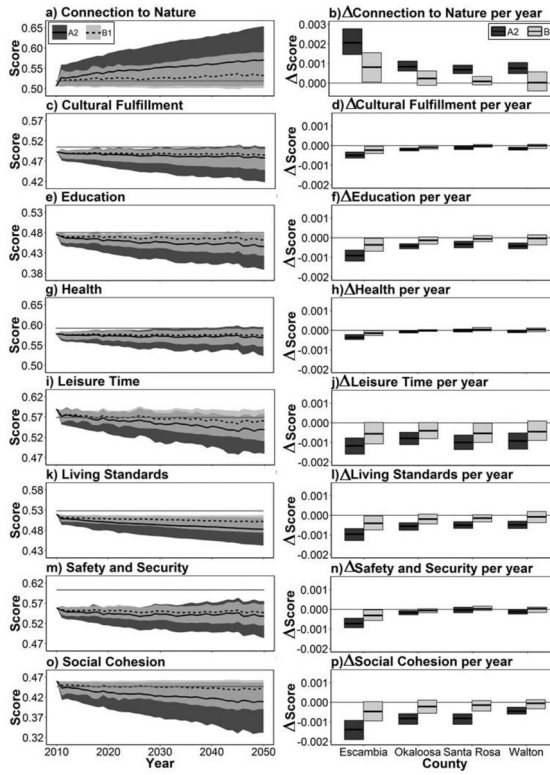 a) Connection to Nature
Score
0.65
0.60
0.55
0.50
A2 B1
b) ΔConnection to Nature per year
ΔScore
0.003
0.002
0.001
0.000
A2 B
c) Cultural Fulfillment
Score
0.57
0.52
0.47
0.42
d) ΔCultural Fulfillment per year
ΔScore
0.001
0.000
-0.001
-0.002
e) Education
Score
0.53
0.48
0.43
0.38
f) ΔEducation per year
ΔScore
0.001
0.000
-0.001
-0.002
g) Health
Score
0.65
0.60
0.55
0.50
h) ΔHealth per year
ΔScore
0.001
0.000
-0.001
-0.002
i) Leisure Time
Score
0.62
0.57
0.52
0.47
j) ΔLeisure Time per year
ΔScore
0.001
0.000
-0.001
-0.002
k) Living Standards
Score
0.58
0.53
0.48
0.43
l) ΔLiving Standards per year
ΔScore
0.001
0.000
-0.001
-0.002
m) Safety and Security
Score
0.62
0.57
0.52
0.47
n) ΔSafety and Security per year
ΔScore
0.001
0.000
-0.001
-0.002
o) Social Cohesion
Score
0.47
0.42
0.37
0.32
2010 2020 2030 2040 2050
Year
p) ΔSocial Cohesion per year
ΔScore
0.001
0.000
-0.001
-0.002
Escambia Okaloosa Santa Rosa Walton
County